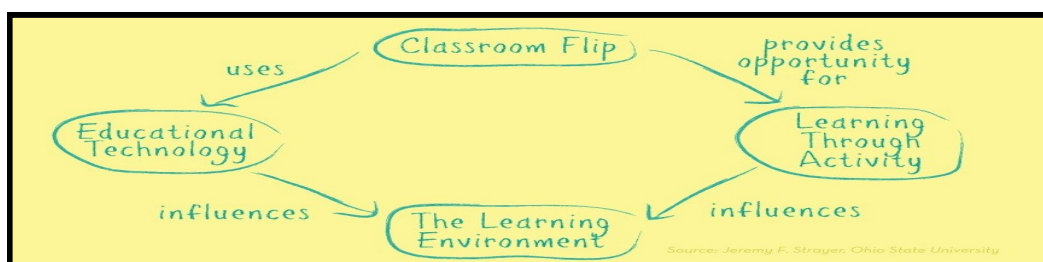 Classroom Flip
uses
provides
opportunity
for
Educational
Technology
Learning
Through
Activity
influences
influences
The Learning
Environment
Source: Jeremy F. Strayer, Ohio State University